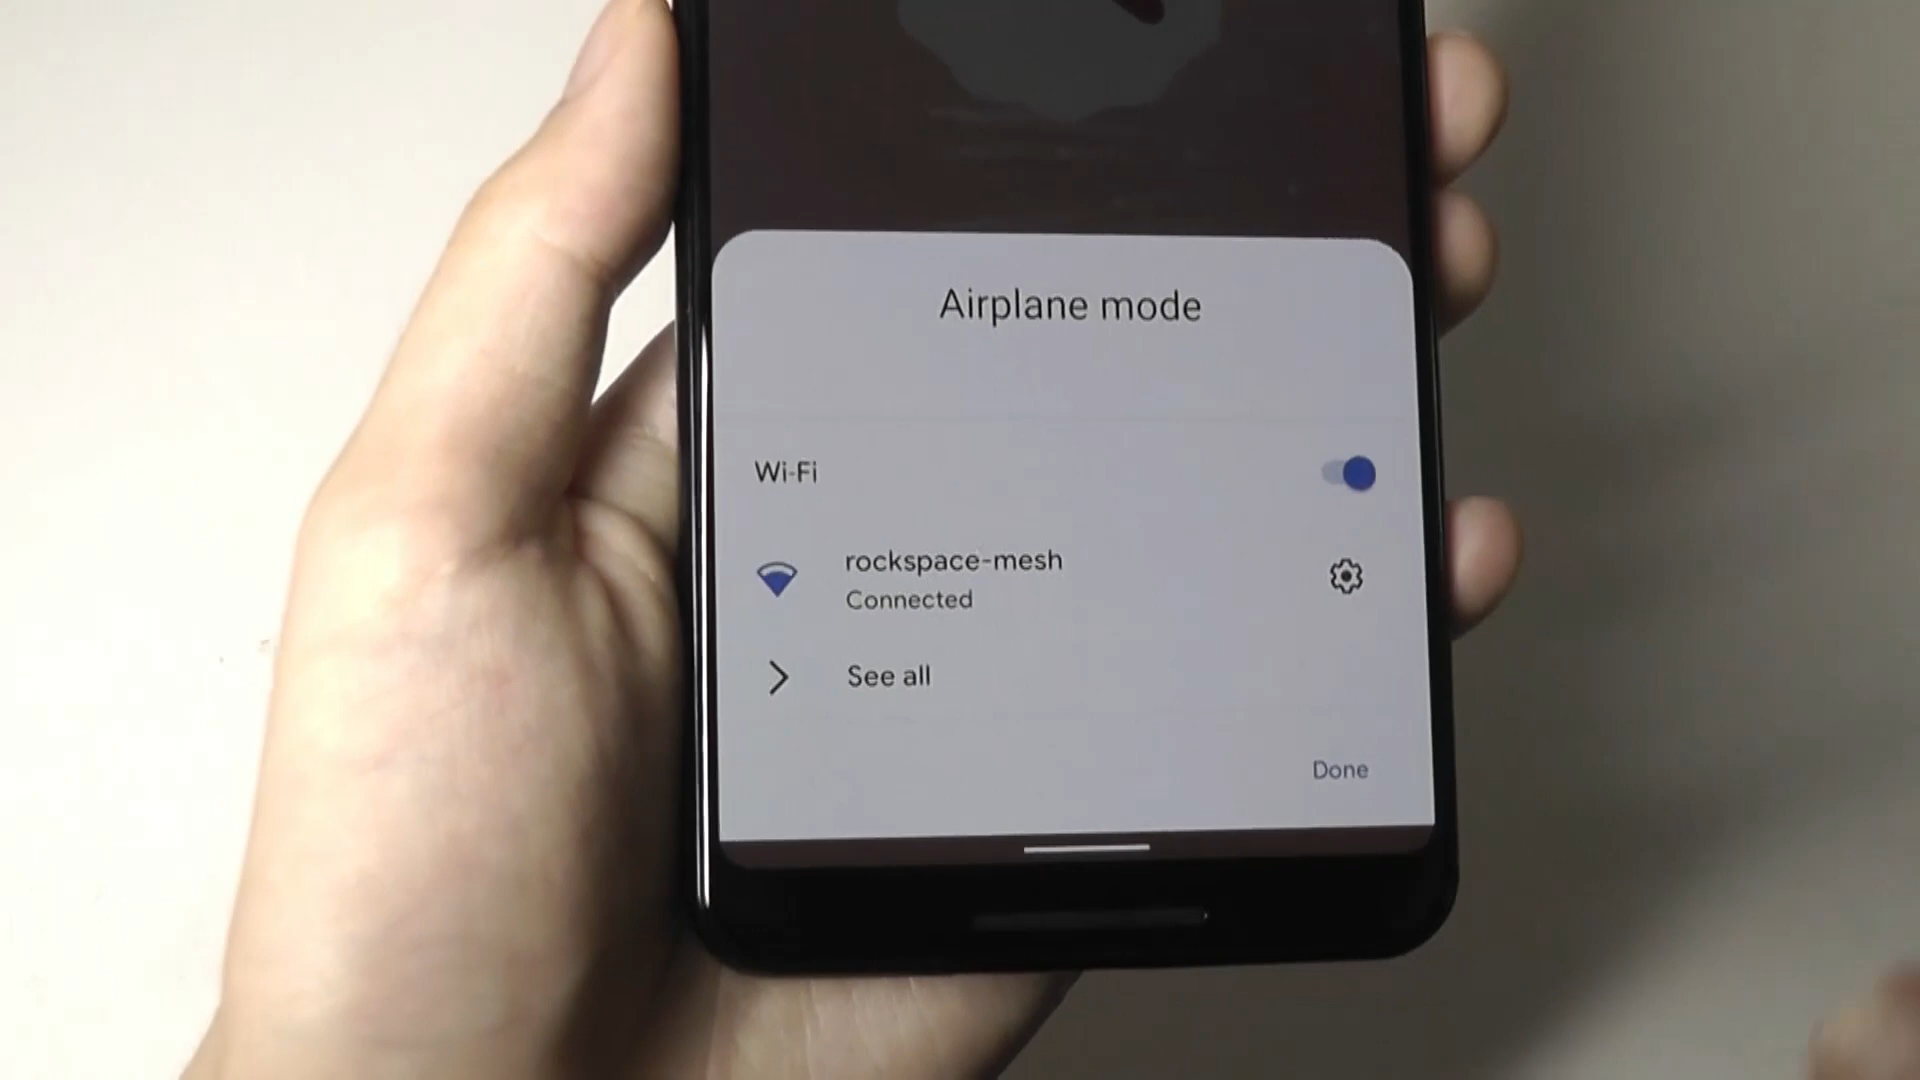 Airplane mode
Wi-Fi
rockspace-mesh
Connected
See all
Done